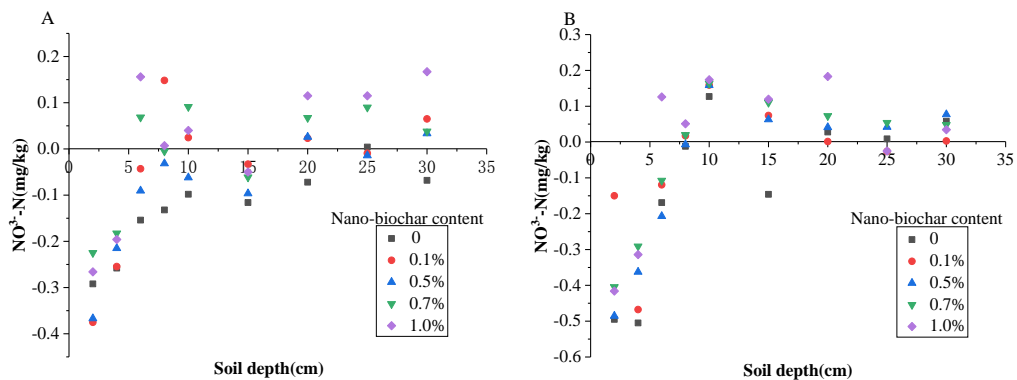 A
NO³⁻-N(mg/kg)
0.2
0.1
0.0
-0.1
-0.2
-0.3
-0.4
0 5 10 15 20 25 30 35
Soil depth(cm)
Nano-biochar content
0
0.1%
0.5%
0.7%
1.0%
B
NO³⁻-N(mg/kg)
0.3
0.2
0.1
0.0
-0.1
-0.2
-0.3
-0.4
-0.5
-0.6
0 5 10 15 20 25 30 35
Soil depth(cm)
Nano-biochar content
0
0.1%
0.5%
0.7%
1.0%